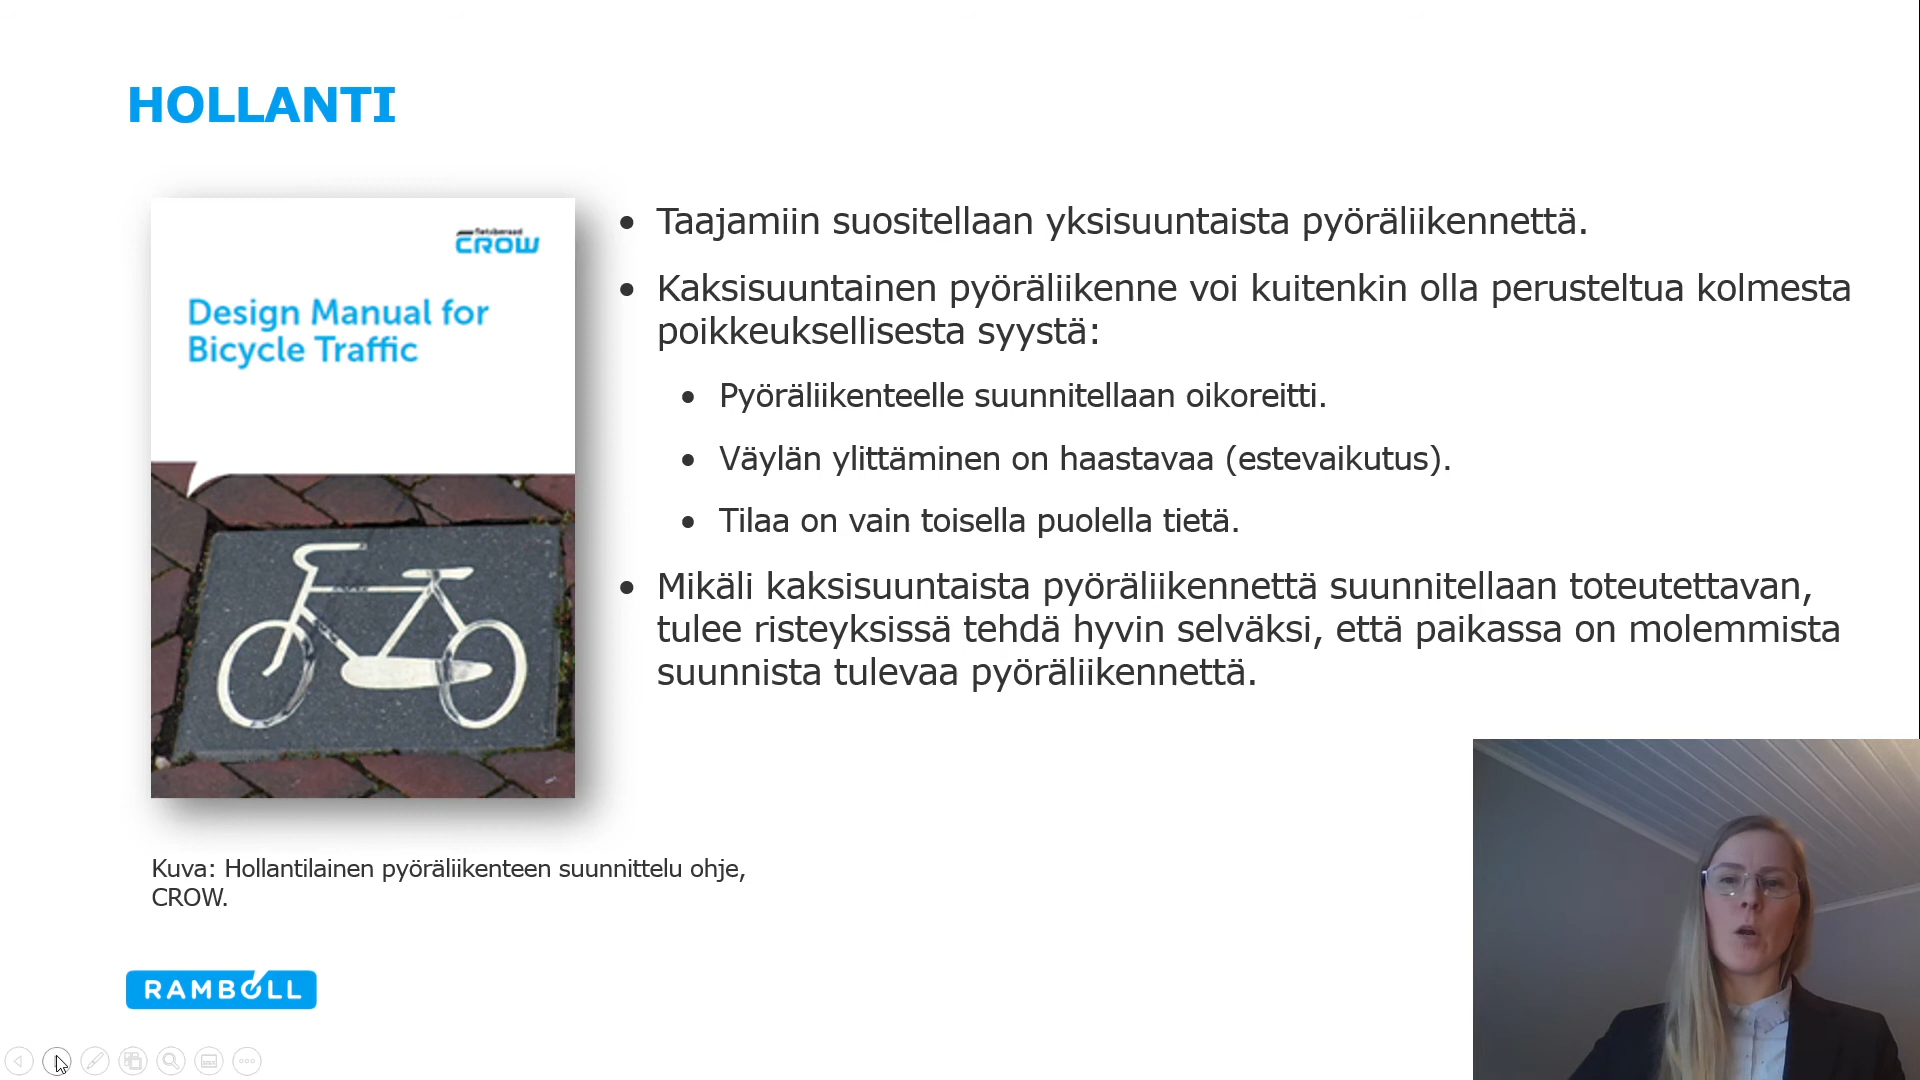 HOLLANTI
fietsberaad
CROW
Design Manual for
Bicycle Traffic
• Taajamiin suositellaan yksisuuntaista pyöräliikennettä.
• Kaksisuuntainen pyöräliikenne voi kuitenkin olla perusteltua kolmesta
poikkeuksellisesta syystä:
• Pyöräliikenteelle suunnitellaan oikoreitti.
• Väylän ylittäminen on haastavaa (estevaikutus).
• Tilaa on vain toisella puolella tietä.
• Mikäli kaksisuuntaista pyöräliikennettä suunnitellaan toteutettavan,
tulee risteyksissä tehdä hyvin selväksi, että paikassa on molemmista
suunnista tulevaa pyöräliikennettä.
Kuva: Hollantilainen pyöräliikenteen suunnittelu ohje,
CROW.
RAMBOLL